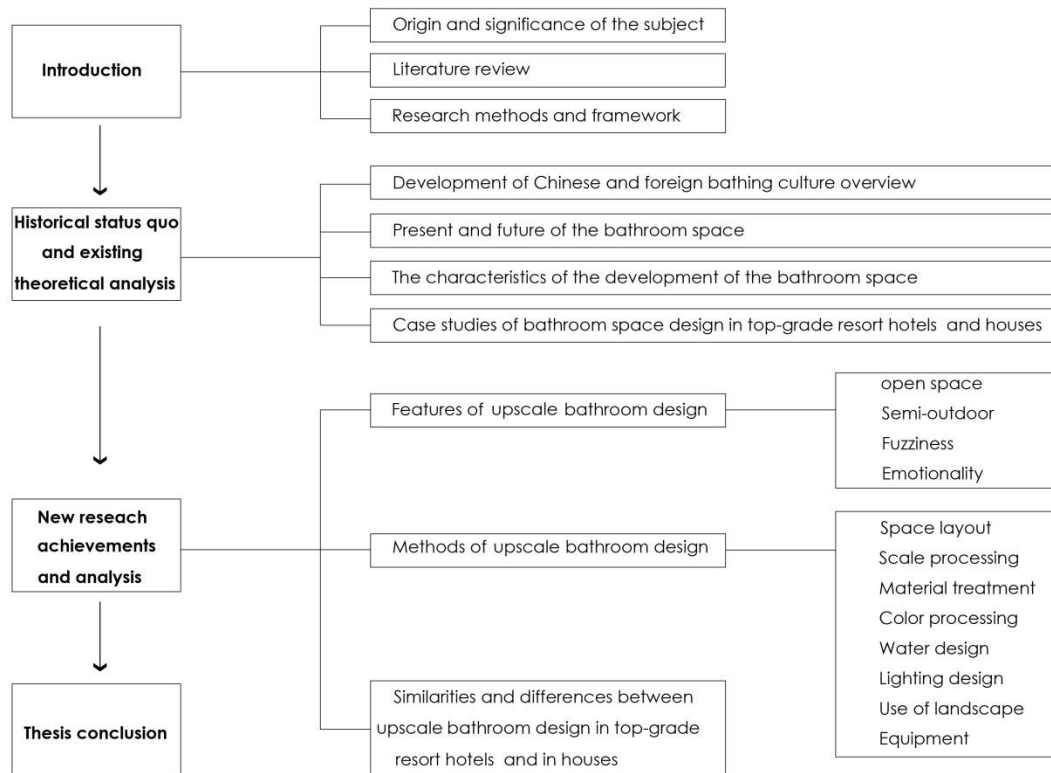 Introduction
Origin and significance of the subject
Literature review
Research methods and framework
Historical status quo
and existing
theoretical analysis
Development of Chinese and foreign bathing culture overview
Present and future of the bathroom space
The characteristics of the development of the bathroom space
Case studies of bathroom space design in top-grade resort hotels and houses
New reseach
achievements
and analysis
Features of upscale bathroom design
open space
Semi-outdoor
Fuzziness
Emotionality
Methods of upscale bathroom design
Space layout
Scale processing
Material treatment
Color processing
Water design
Lighting design
Use of landscape
Equipment
Similarities and differences between
upscale bathroom design in top-grade
resort hotels and in houses
Thesis conclusion